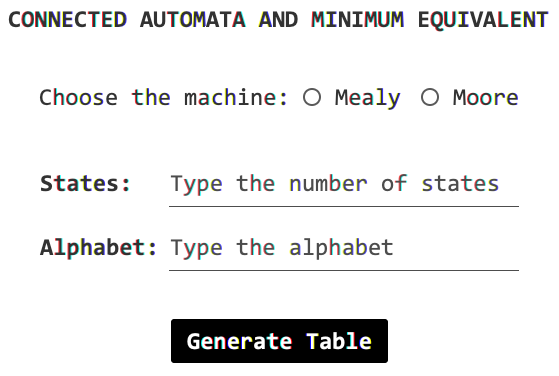 CONNECTED AUTOMATA AND MINIMUM EQUIVALENT
Choose the machine: Mealy Moore
States: Type the number of states
Alphabet: Type the alphabet
Generate Table